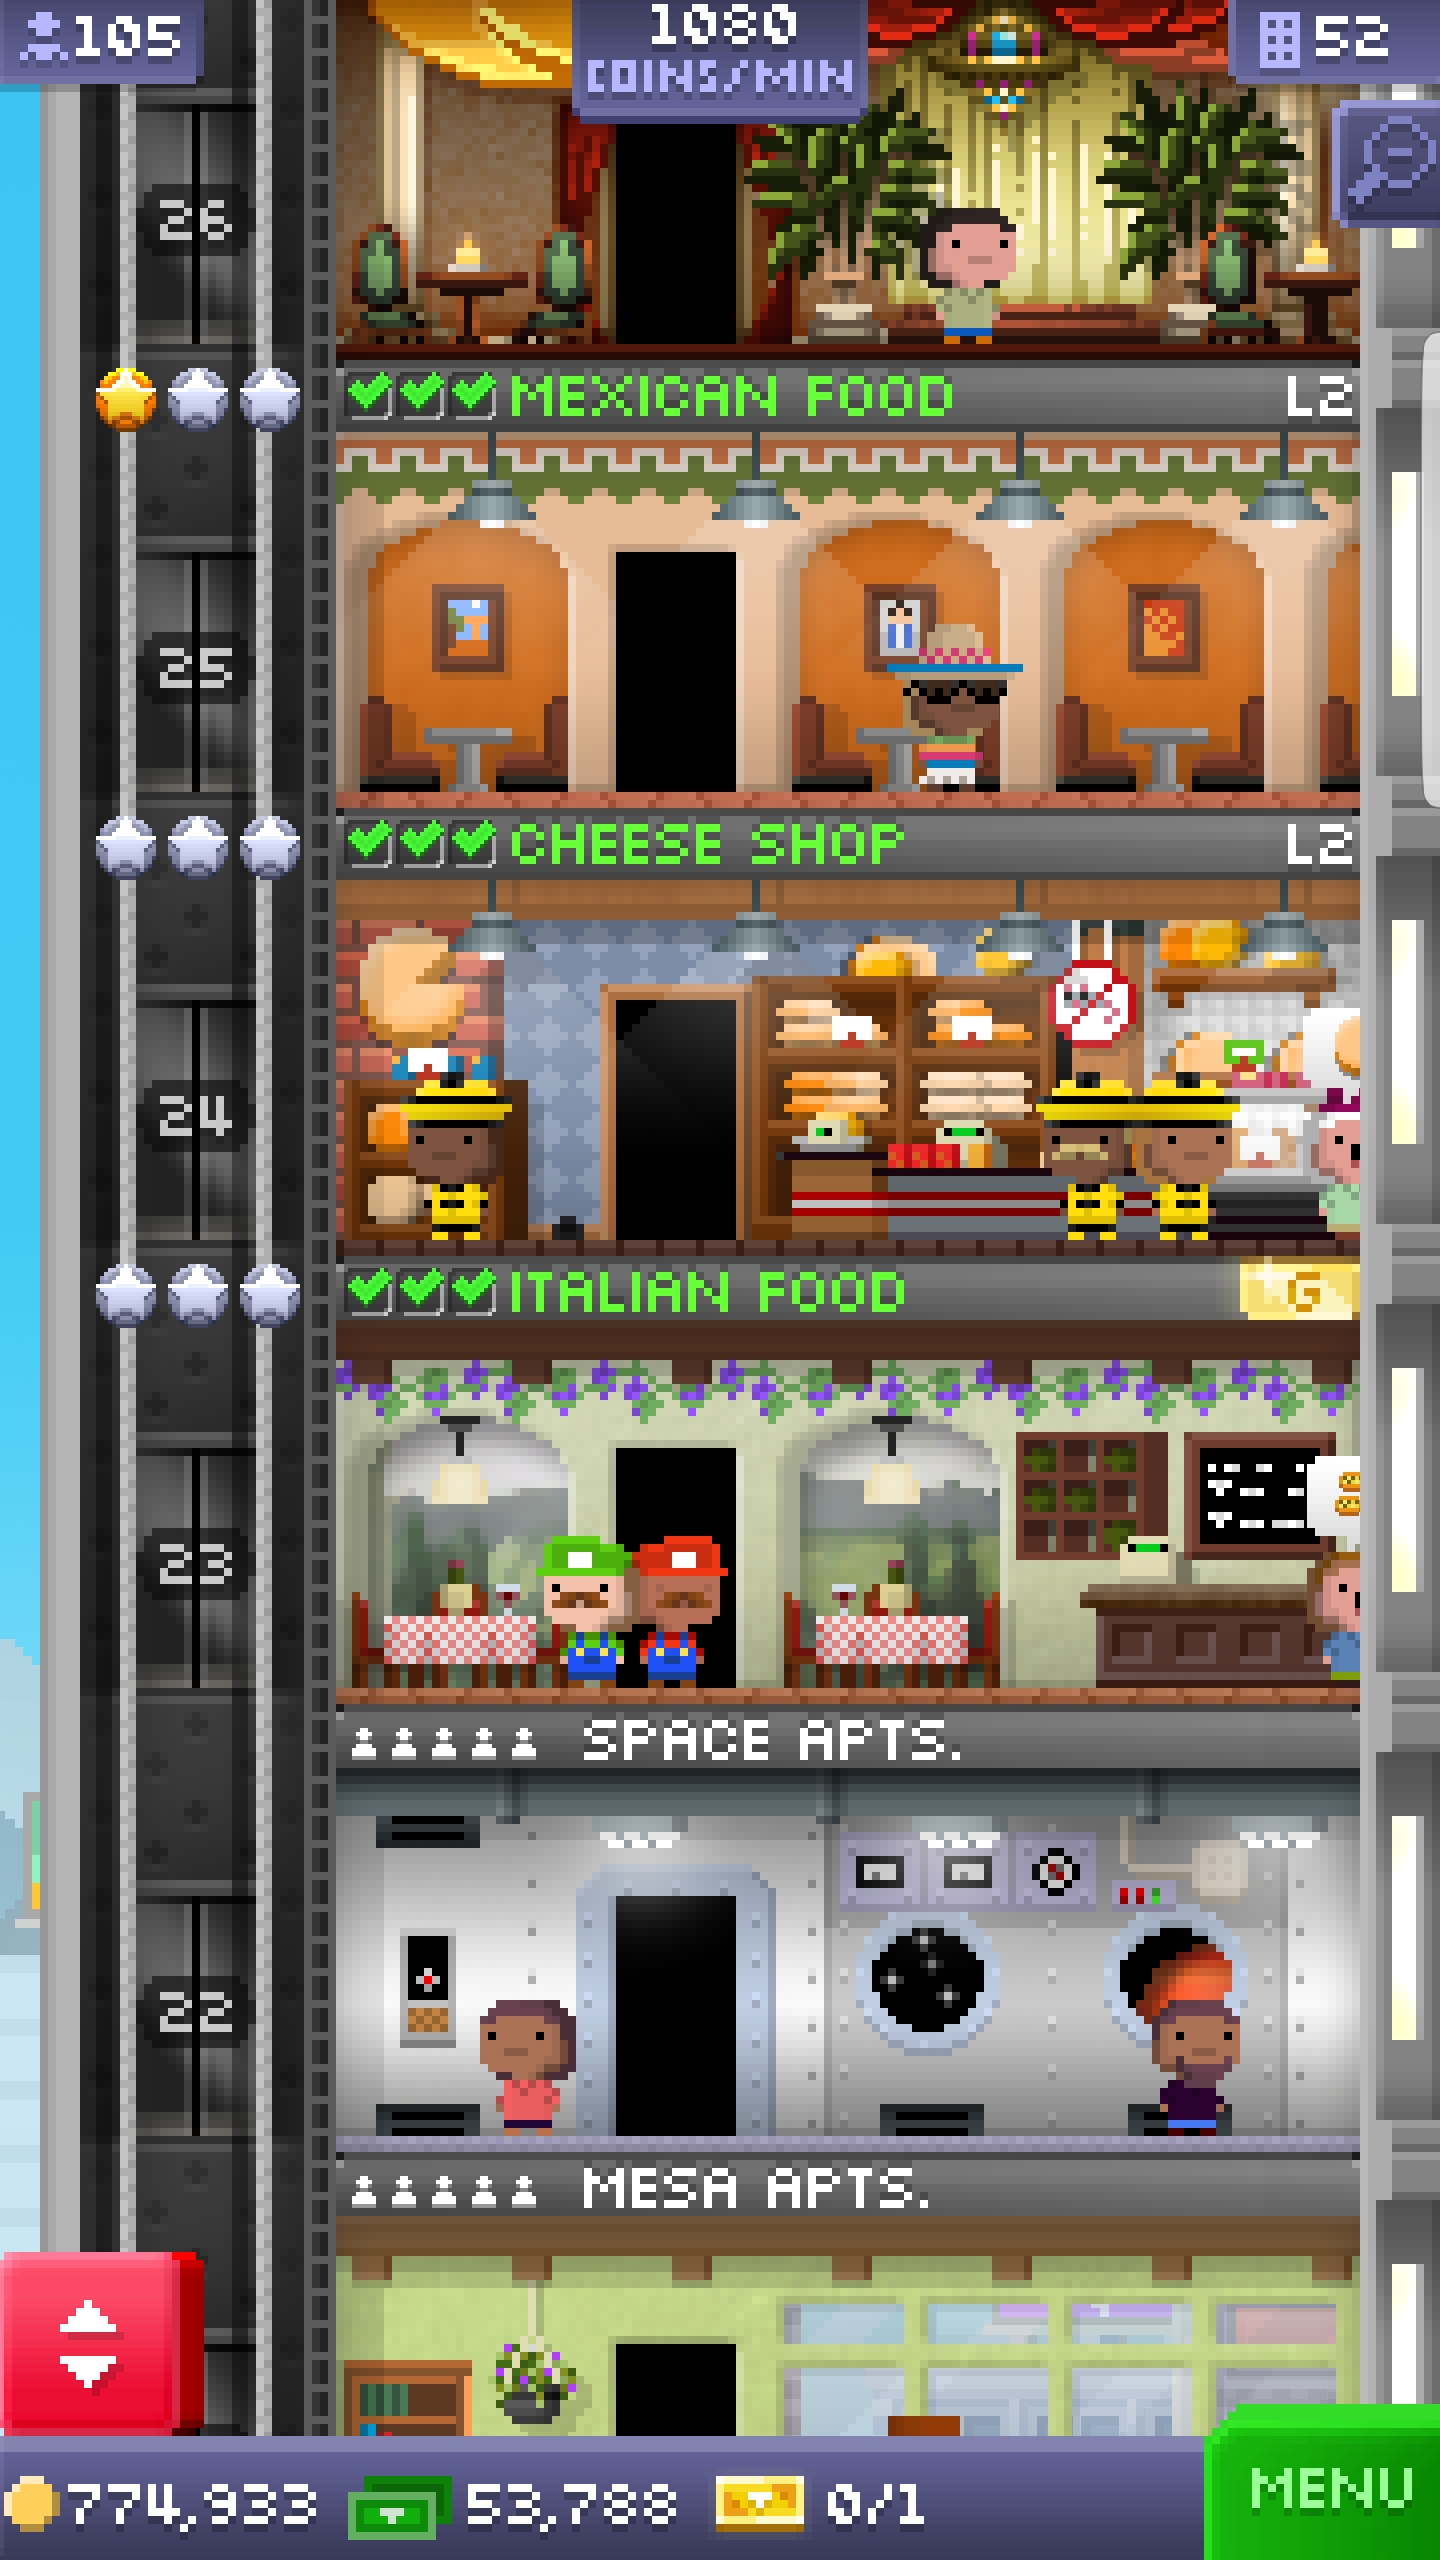 105
1080
COINS/MIN
52
26
MEXICAN FOOD L2
25
CHEESE SHOP L2
24
ITALIAN FOOD G
23
SPACE APTS.
22
MESA APTS.
774,933 53,788 0/1 MENU